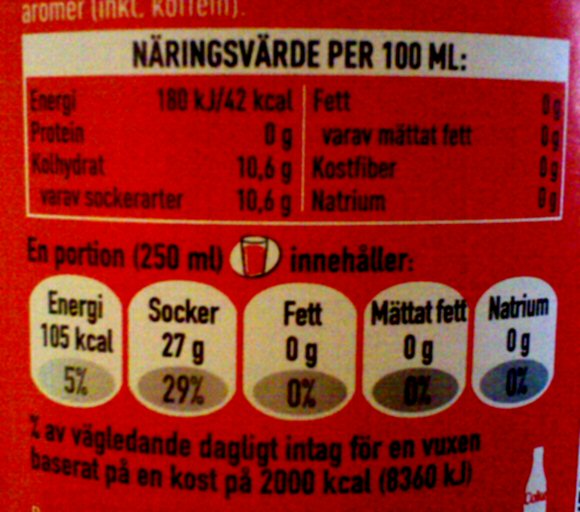 aromer (inkl. koffein).
NÄRINGSVÄRDE PER 100 ML:
Energi 180 kJ/42 kcal Fett 0 g
Protein 0 g varav mättat fett 0 g
Kolhydrat 10,6 g Kostfiber 0 g
varav sockerarter 10,6 g Natrium 0 g
En portion (250 ml) innehåller:
Energi Socker Fett Mättat fett Natrium
105 kcal 27 g 0 g 0 g 0 g
5% 29% 0% 0% 0%
% av vägledande dagligt intag för en vuxen
baserat på en kost på 2000 kcal (8360 kJ)
Coke